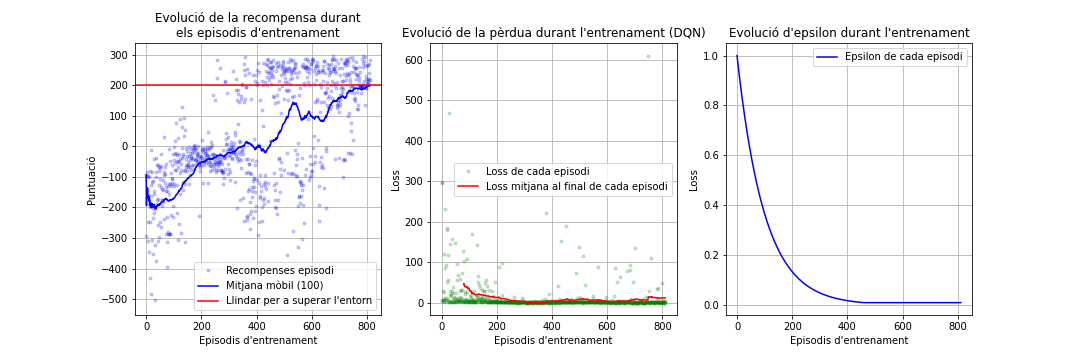 Evolució de la recompensa durant
els episodis d'entrenament
300
200
100
0
−100
−200
−300
−400
−500
Puntuació
0
200
400
600
800
Episodis d'entrenament
Recompenses episodi
Mitjana mòbil (100)
Llindar per a superar l'entorn
Evolució de la pèrdua durant l'entrenament (DQN)
600
500
400
300
200
100
0
Loss
0
200
400
600
800
Episodis d'entrenament
Loss de cada episodi
Loss mitjana al final de cada episodi
Evolució d'epsilon durant l'entrenament
1.0
0.8
0.6
0.4
0.2
0.0
Loss
0
200
400
600
800
Episodis d'entrenament
Epsilon de cada episodi